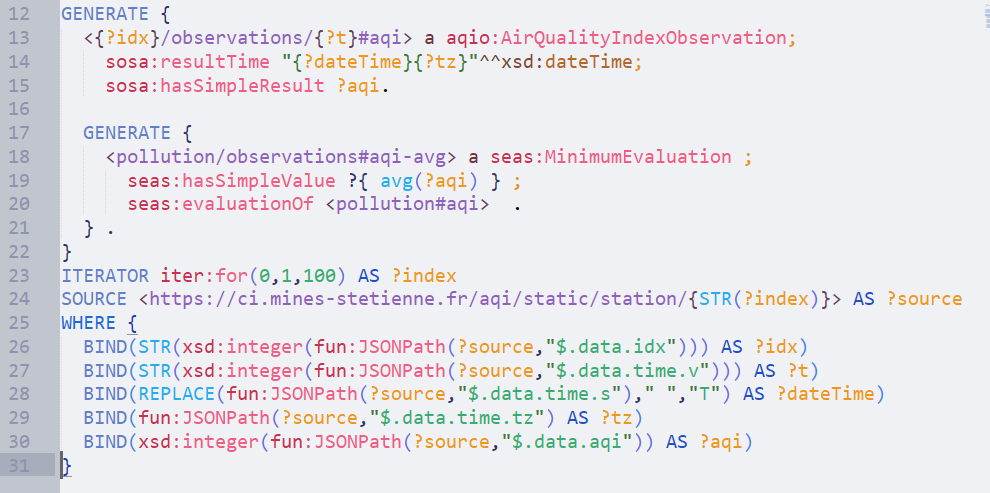 12 GENERATE {
13   <{?idx}/observations/{?t}#aqi> a aqio:AirQualityIndexObservation;
14     sosa:resultTime "{?dateTime}{?tz}"^^xsd:dateTime;
15     sosa:hasSimpleResult ?aqi.
16
17   GENERATE {
18     <pollution/observations#aqi-avg> a seas:MinimumEvaluation ;
19       seas:hasSimpleValue ?{ avg(?aqi) } ;
20       seas:evaluationOf <pollution#aqi>  .
21   } .
22 }
23 ITERATOR iter:for(0,1,100) AS ?index
24 SOURCE <https://ci.mines-stetienne.fr/aqi/static/station/{STR(?index)}> AS ?source
25 WHERE {
26   BIND(STR(xsd:integer(fun:JSONPath(?source,"$.data.idx"))) AS ?idx)
27   BIND(STR(xsd:integer(fun:JSONPath(?source,"$.data.time.v"))) AS ?t)
28   BIND(REPLACE(fun:JSONPath(?source,"$.data.time.s")," ","T") AS ?dateTime)
29   BIND(fun:JSONPath(?source,"$.data.time.tz") AS ?tz)
30   BIND(xsd:integer(fun:JSONPath(?source,"$.data.aqi")) AS ?aqi)
31 }